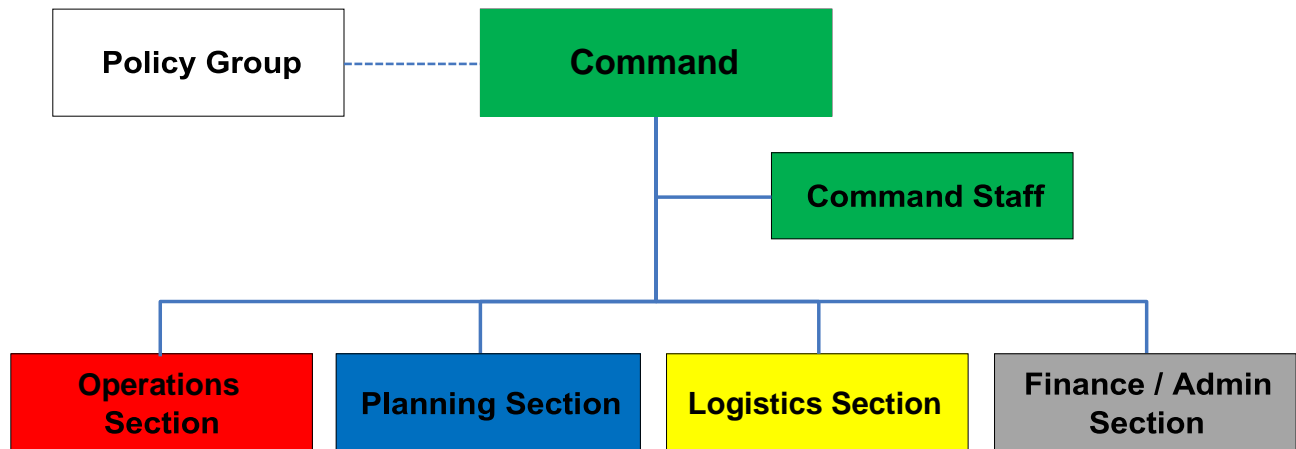 Policy Group
Command
Command Staff
Operations
Section
Planning Section
Logistics Section
Finance / Admin
Section